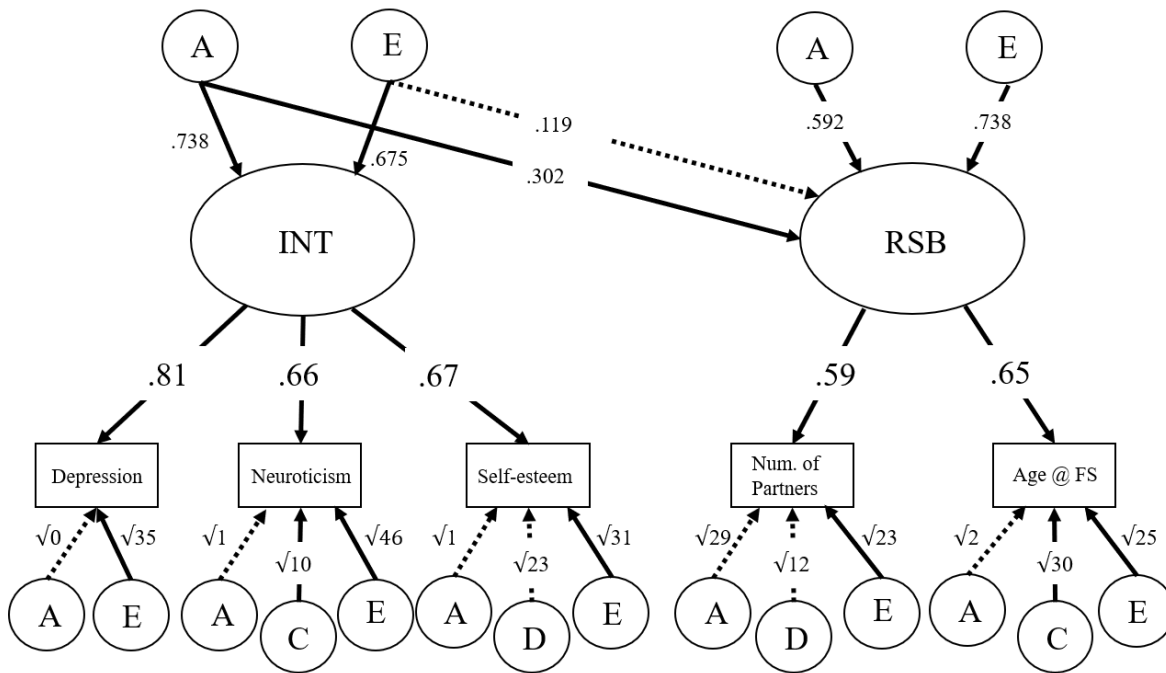 A
E
A
E
.738
.675
.119
.302
.592
.738
INT
RSB
.81
.66
.67
.59
.65
Depression
Neuroticism
Self-esteem
Num. of
Partners
Age @ FS
√0
√35
√1
√10
√46
√1
√23
√31
√29
√12
√23
√2
√30
√25
A
E
A
C
E
A
D
E
A
D
E
A
C
E